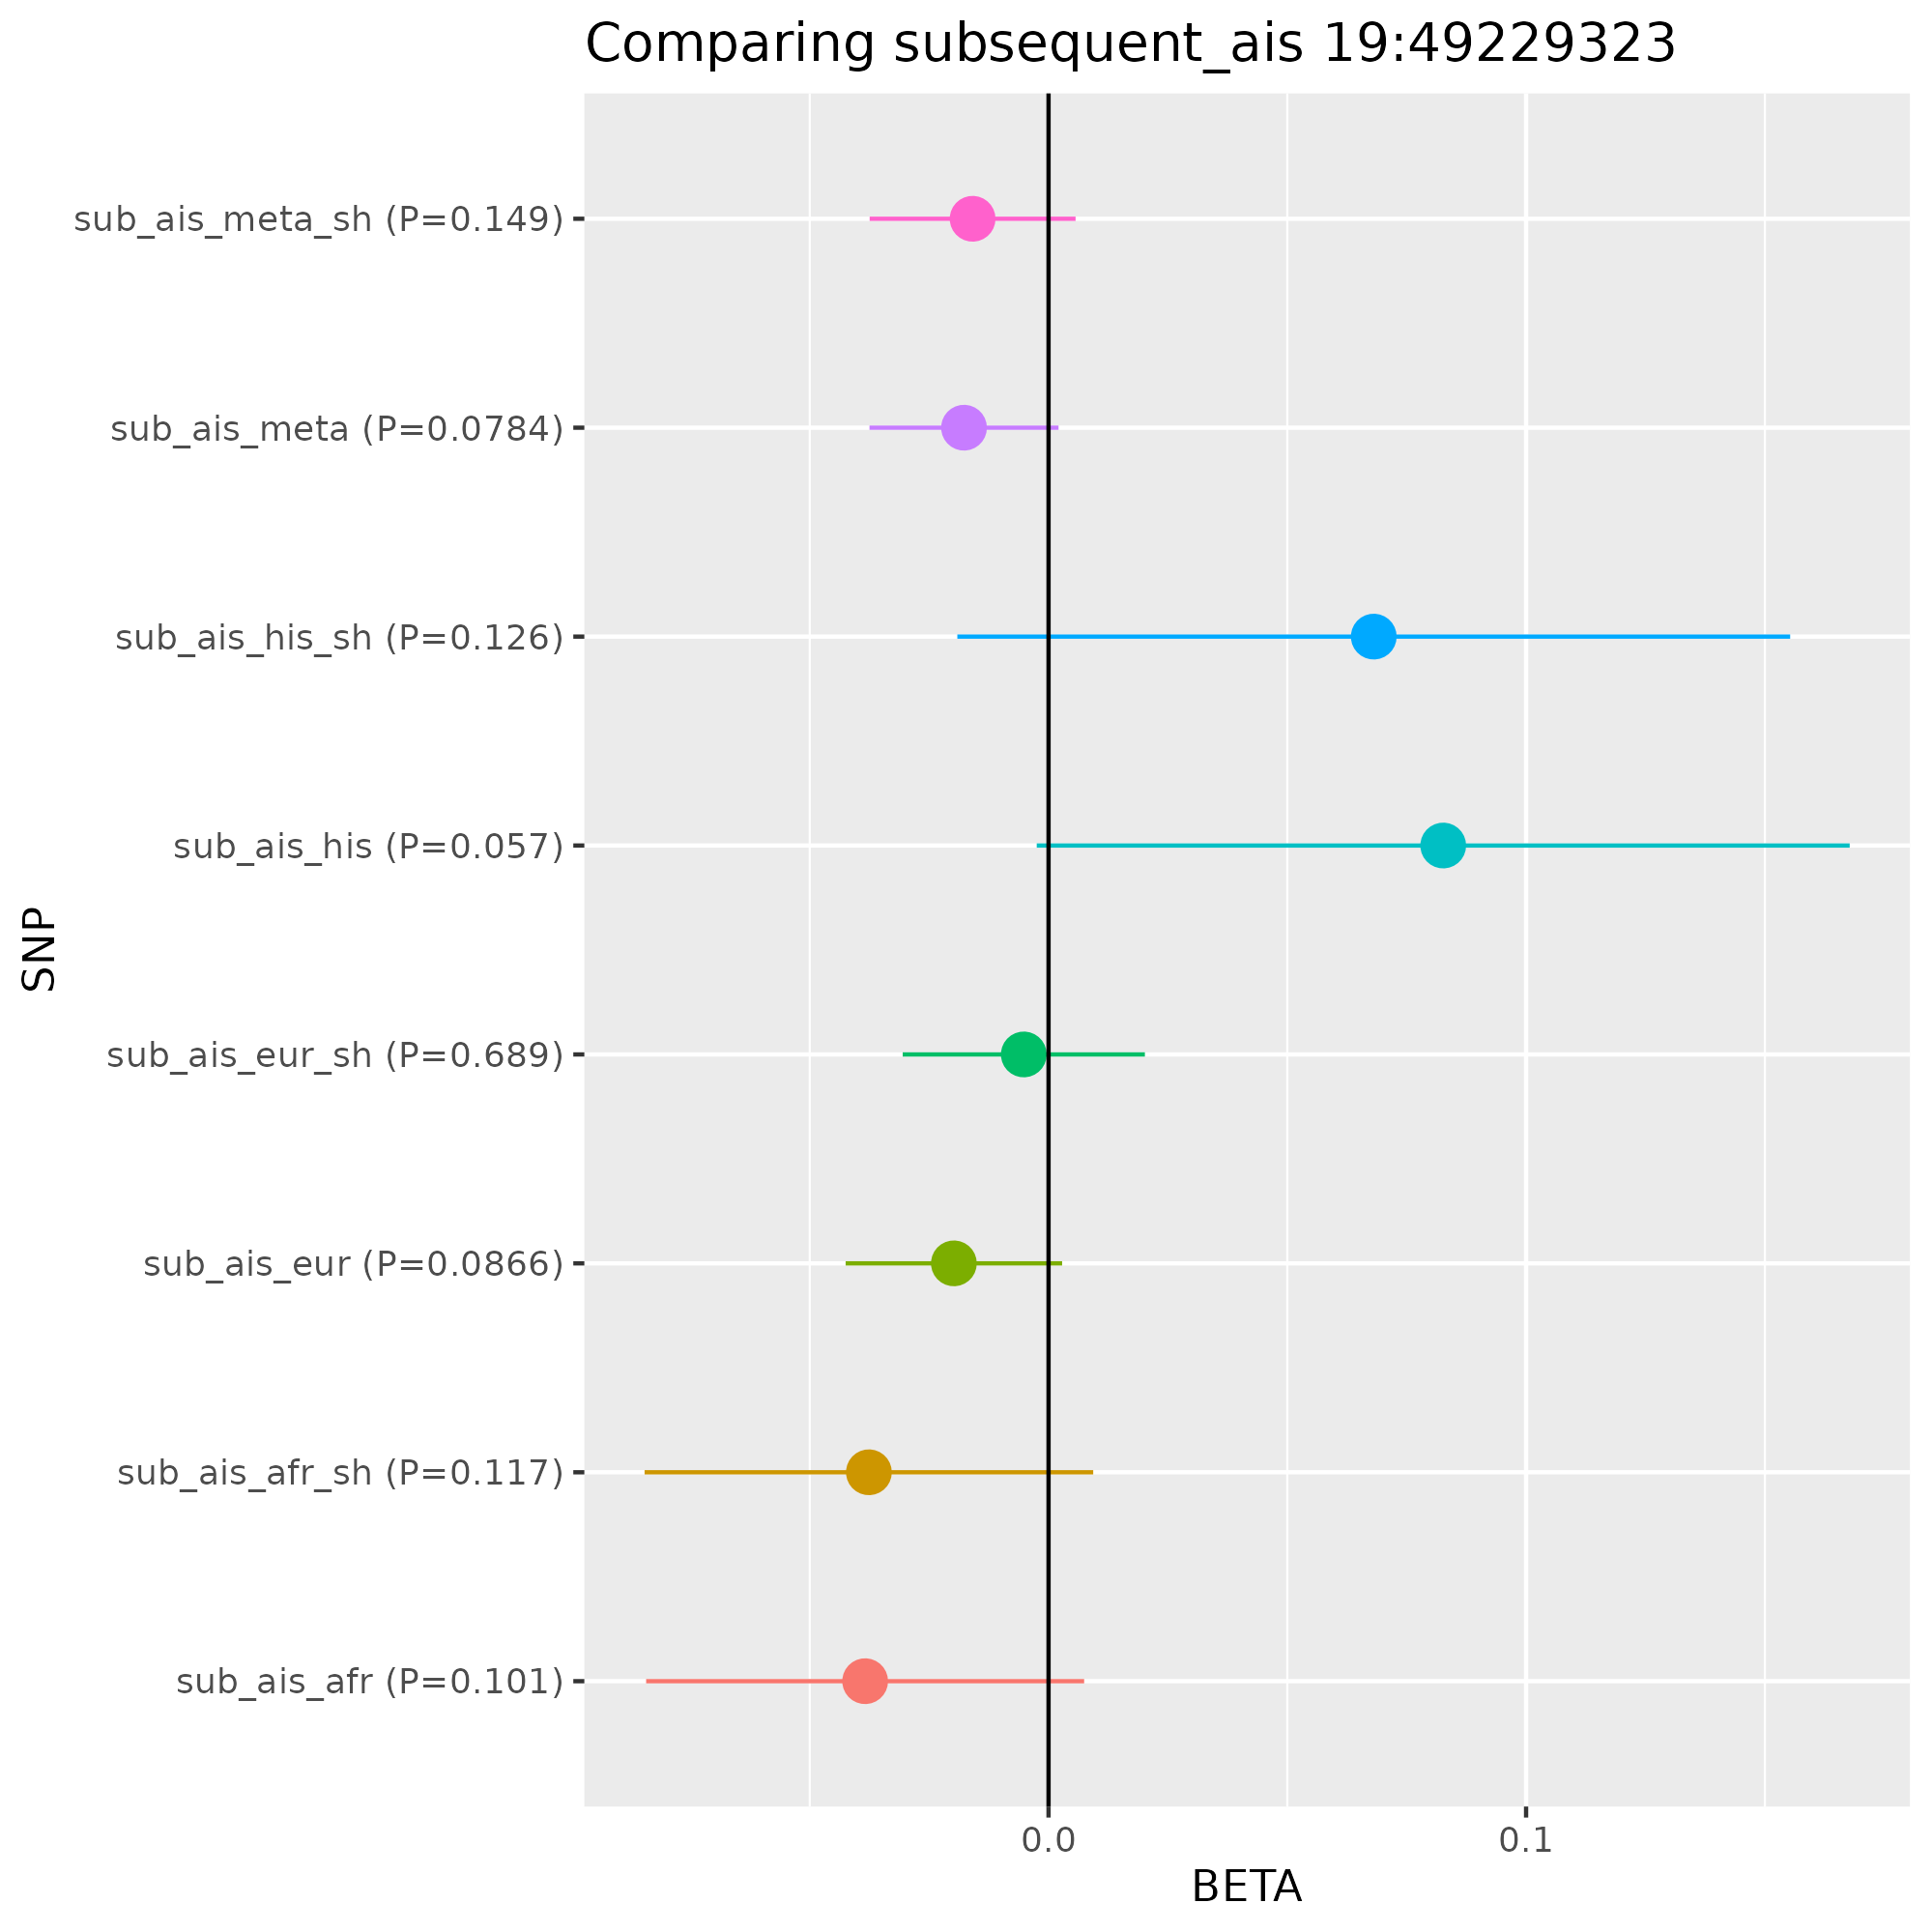 Comparing subsequent_ais 19:49229323
sub_ais_meta_sh (P=0.149)
sub_ais_meta (P=0.0784)
sub_ais_his_sh (P=0.126)
sub_ais_his (P=0.057)
SNP
sub_ais_eur_sh (P=0.689)
sub_ais_eur (P=0.0866)
sub_ais_afr_sh (P=0.117)
sub_ais_afr (P=0.101)
0.0 0.1
BETA